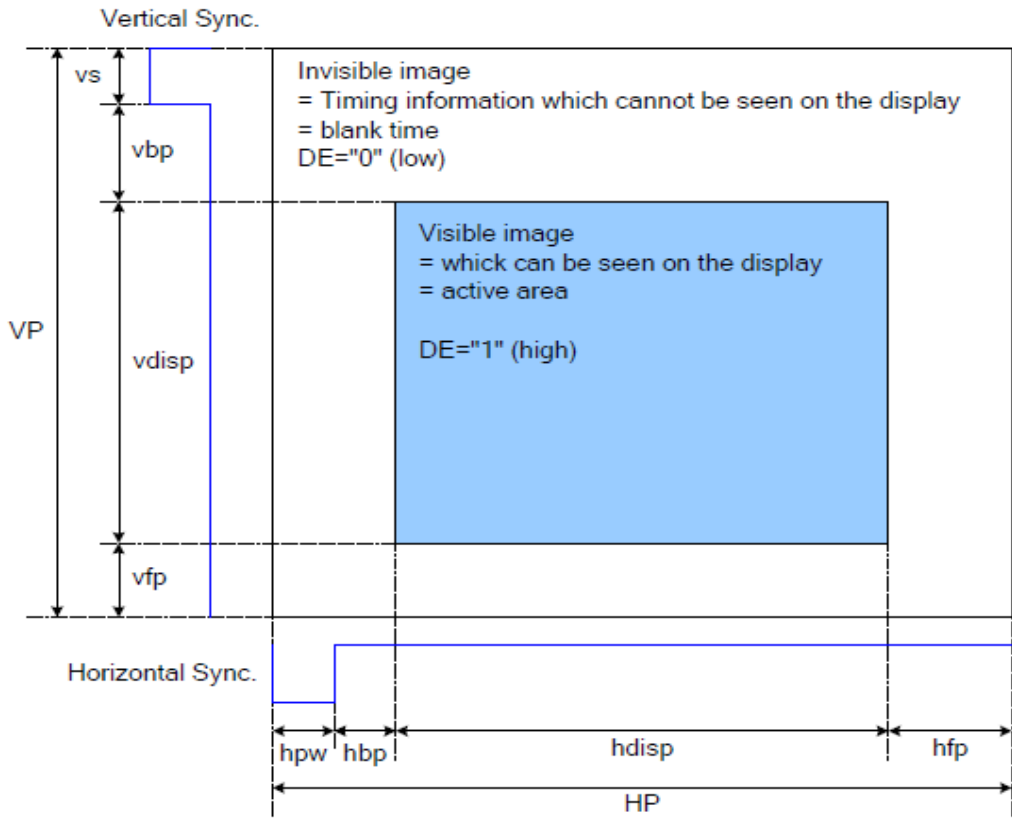 Vertical Sync.
vs
Invisible image
= Timing information whick cannot be seen on the display
= blank time
DE="0" (low)
vbp
Visible image
= whick can be seen on the display
= active area
DE="1" (high)
VP
vdisp
vfp
Horizontal Sync.
hpw
hbp
hdisp
hfp
HP